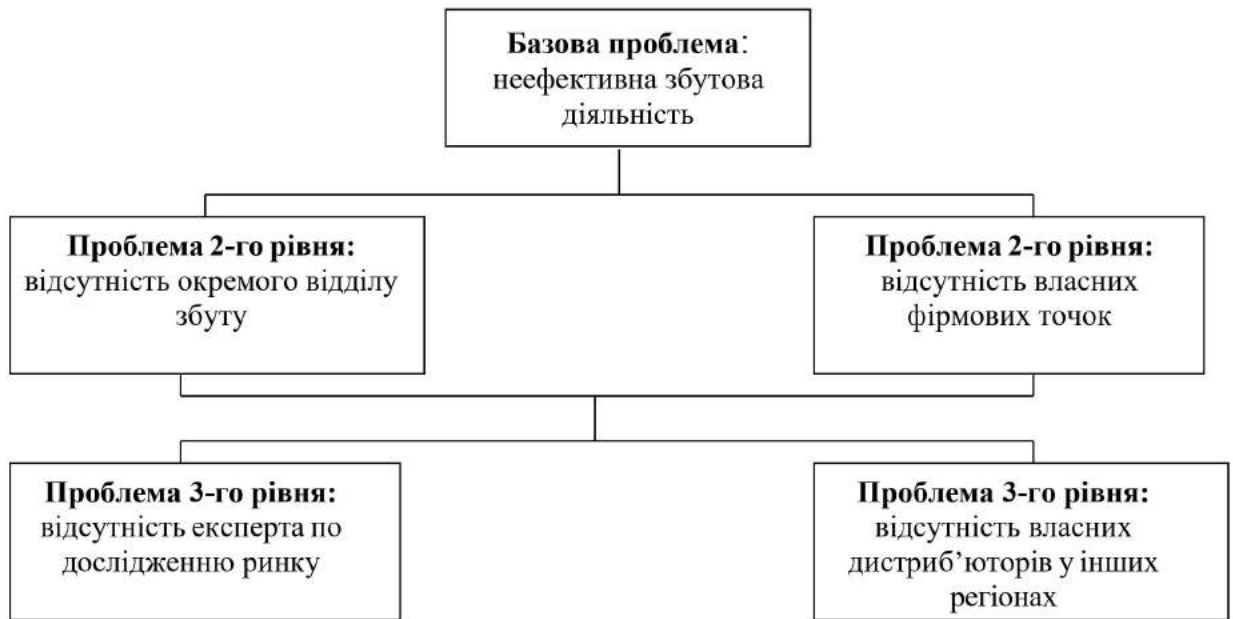 Базова проблема:
неефективна збутова
діяльність
Проблема 2-го рівня:
відсутність окремого відділу
збуту
Проблема 2-го рівня:
відсутність власних
фірмових точок
Проблема 3-го рівня:
відсутність експерта по
дослідженню ринку
Проблема 3-го рівня:
відсутність власних
дистриб’юторів у інших
регіонах